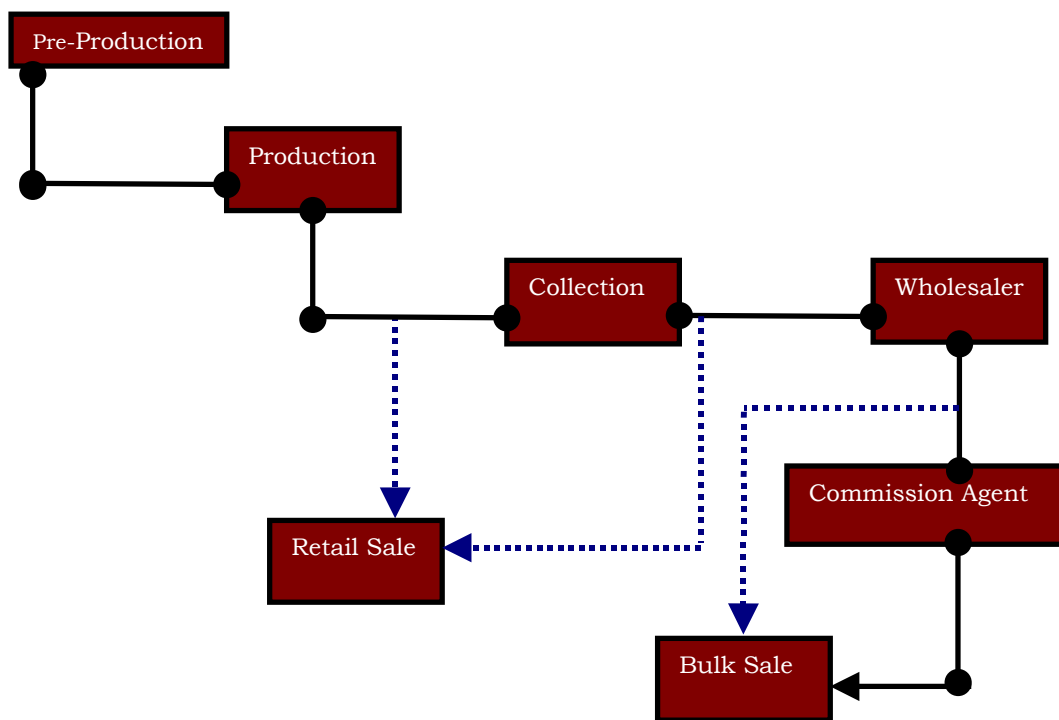 Pre-Production
Production
Collection
Wholesaler
Commission Agent
Retail Sale
Bulk Sale